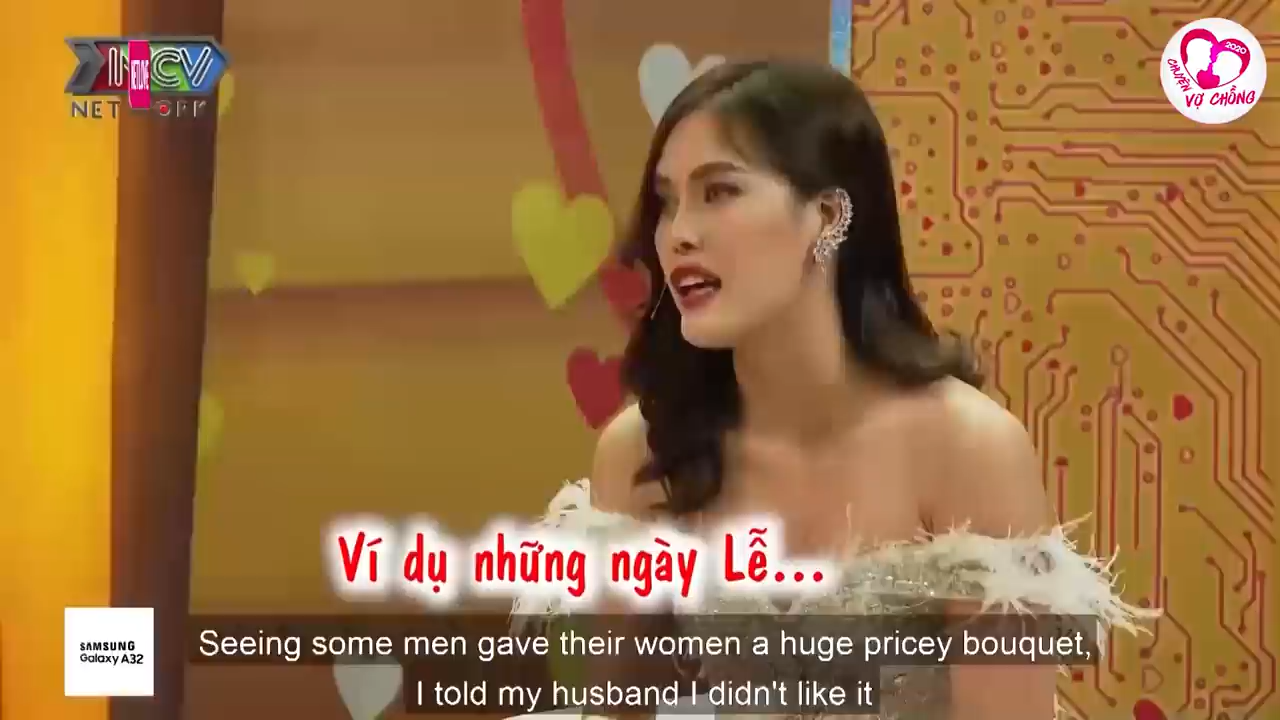 NET
2020
CHUYỆN
VỢ CHỒNG
Ví dụ những ngày Lễ...
SAMSUNG
Galaxy A32
Seeing some men gave their women a huge pricey bouquet,
I told my husband I didn't like it